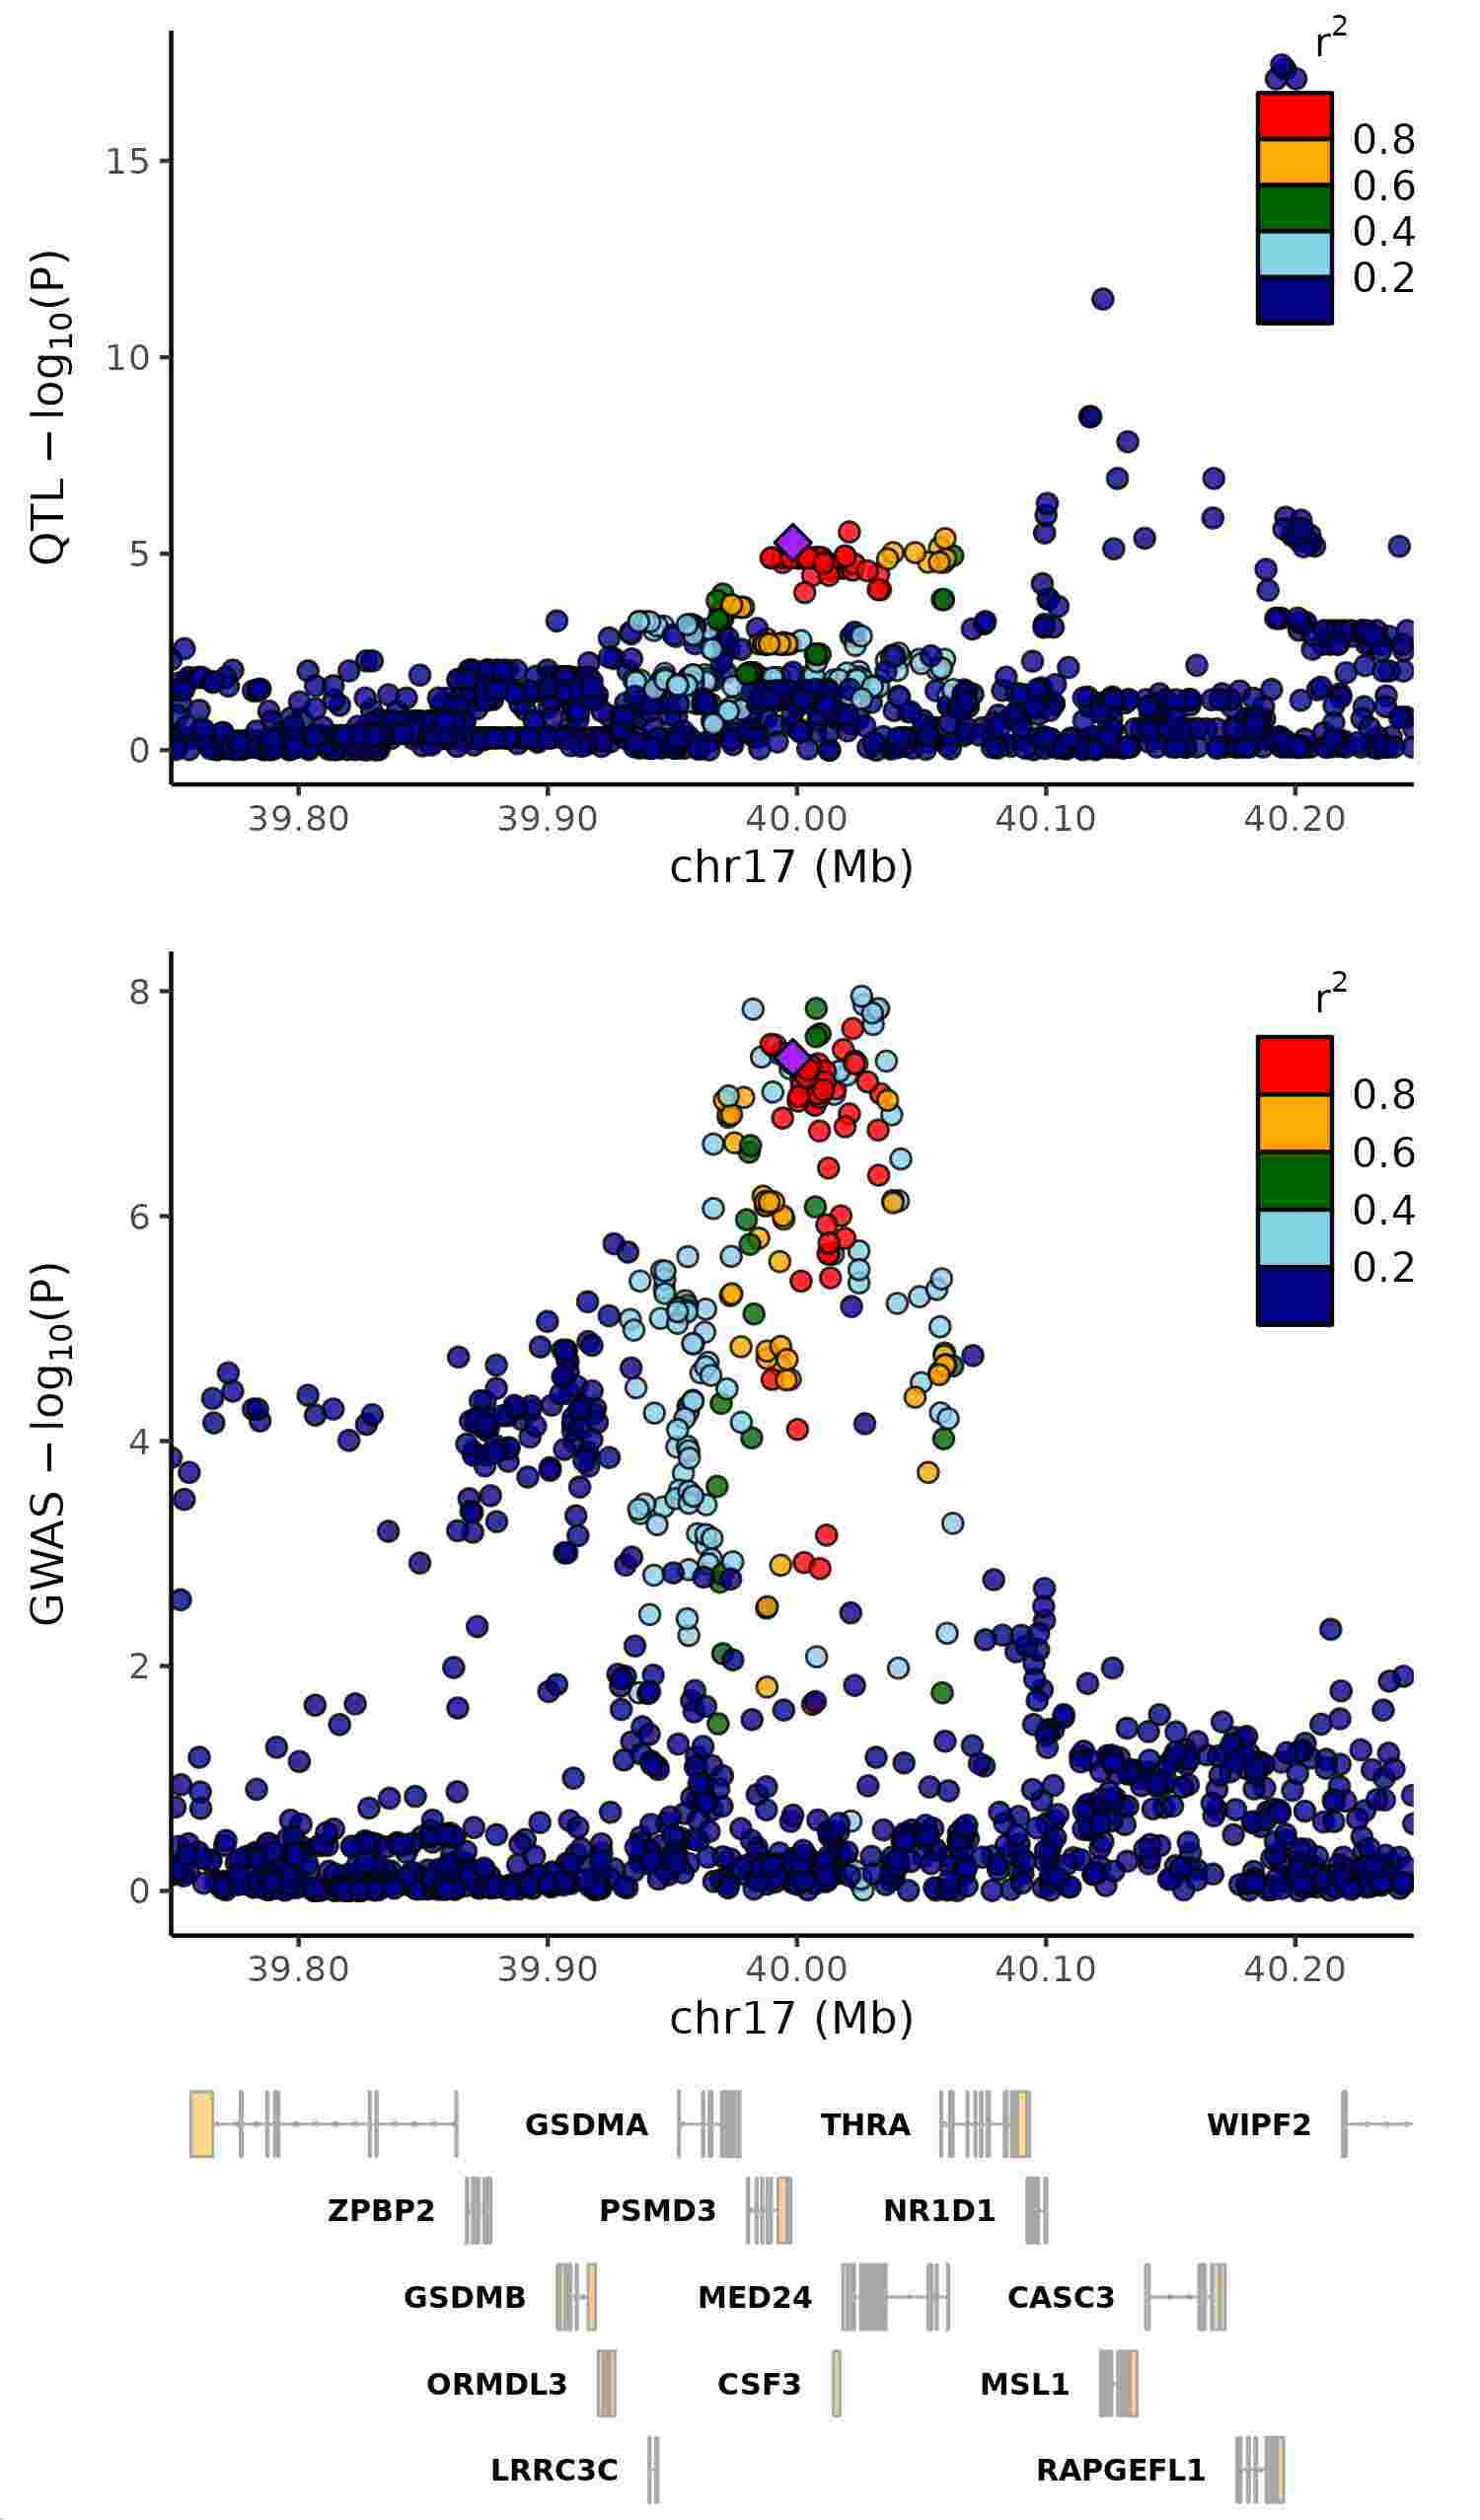 r2
15
10
5
0
0.8
0.6
0.4
0.2
QTL −log10(P)
39.80 39.90 40.00 40.10 40.20
chr17 (Mb)
r2
8
6
4
2
0
0.8
0.6
0.4
0.2
GWAS −log10(P)
39.80 39.90 40.00 40.10 40.20
chr17 (Mb)
GSDMA THRA WIPF2
ZPBP2 PSMD3 NR1D1
GSDMB MED24 CASC3
ORMDL3 CSF3 MSL1
LRRC3C RAPGEFL1